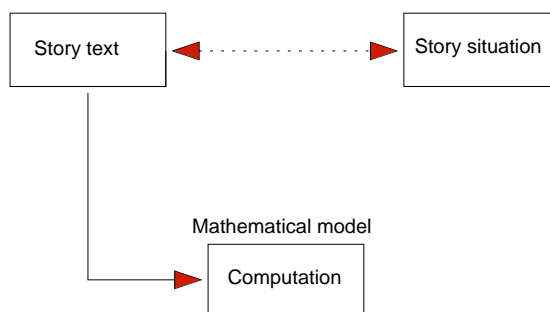 Story text
Story situation
Mathematical model
Computation